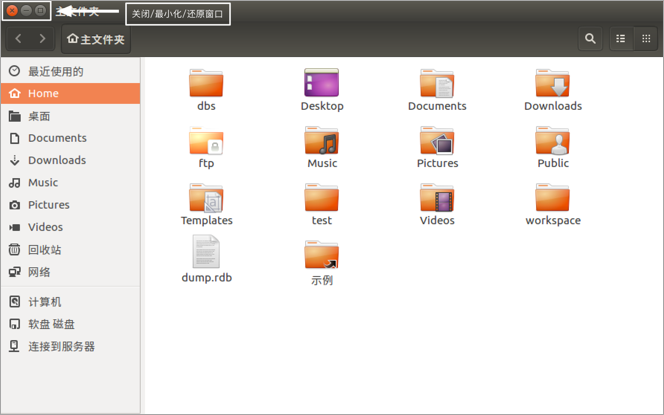 主文件夹
关闭/最小化/还原窗口
主文件夹
最近使用的
Home
桌面
Documents
Downloads
Music
Pictures
Videos
回收站
网络
计算机
软盘 磁盘
连接到服务器
dbs
Desktop
Documents
Downloads
ftp
Music
Pictures
Public
Templates
test
Videos
workspace
dump.rdb
示例